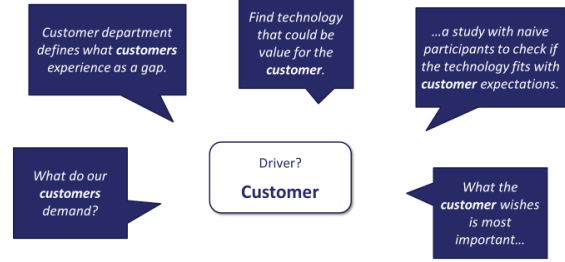 Customer department
defines what customers
experience as a gap.
Find technology
that could be
value for the
customer.
...a study with naive
participants to check if
the technology fits with
customer expectations.
What do our
customers
demand?
Driver?
Customer
What the
customer wishes
is most
important...